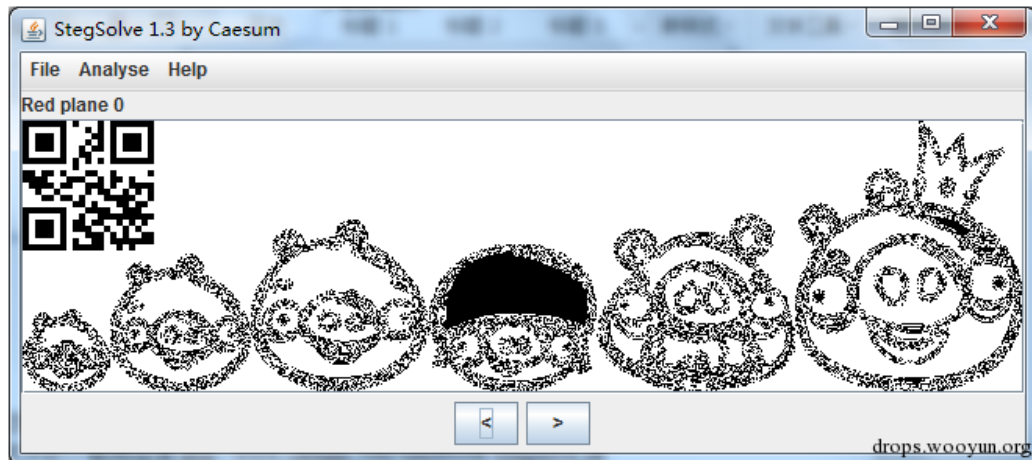 StegSolve 1.3 by Caesum
File Analyse Help
Red plane 0
< >
drops.wooyun.org